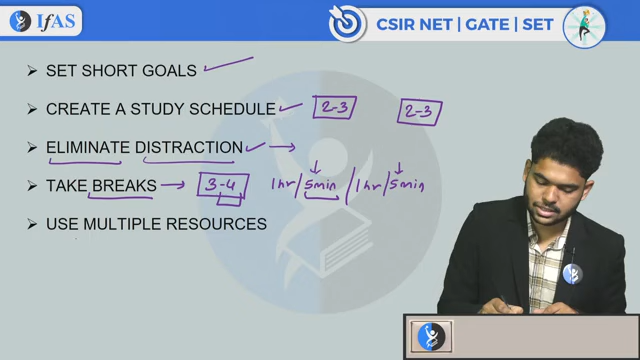 IfAS
CSIR NET | GATE | SET
➤ SET SHORT GOALS ✓
➤ CREATE A STUDY SCHEDULE ✓ 2-3 2-3
➤ ELIMINATE DISTRACTION ✓ →
➤ TAKE BREAKS → 3-4 1hr/5min/1hr/5min
➤ USE MULTIPLE RESOURCES